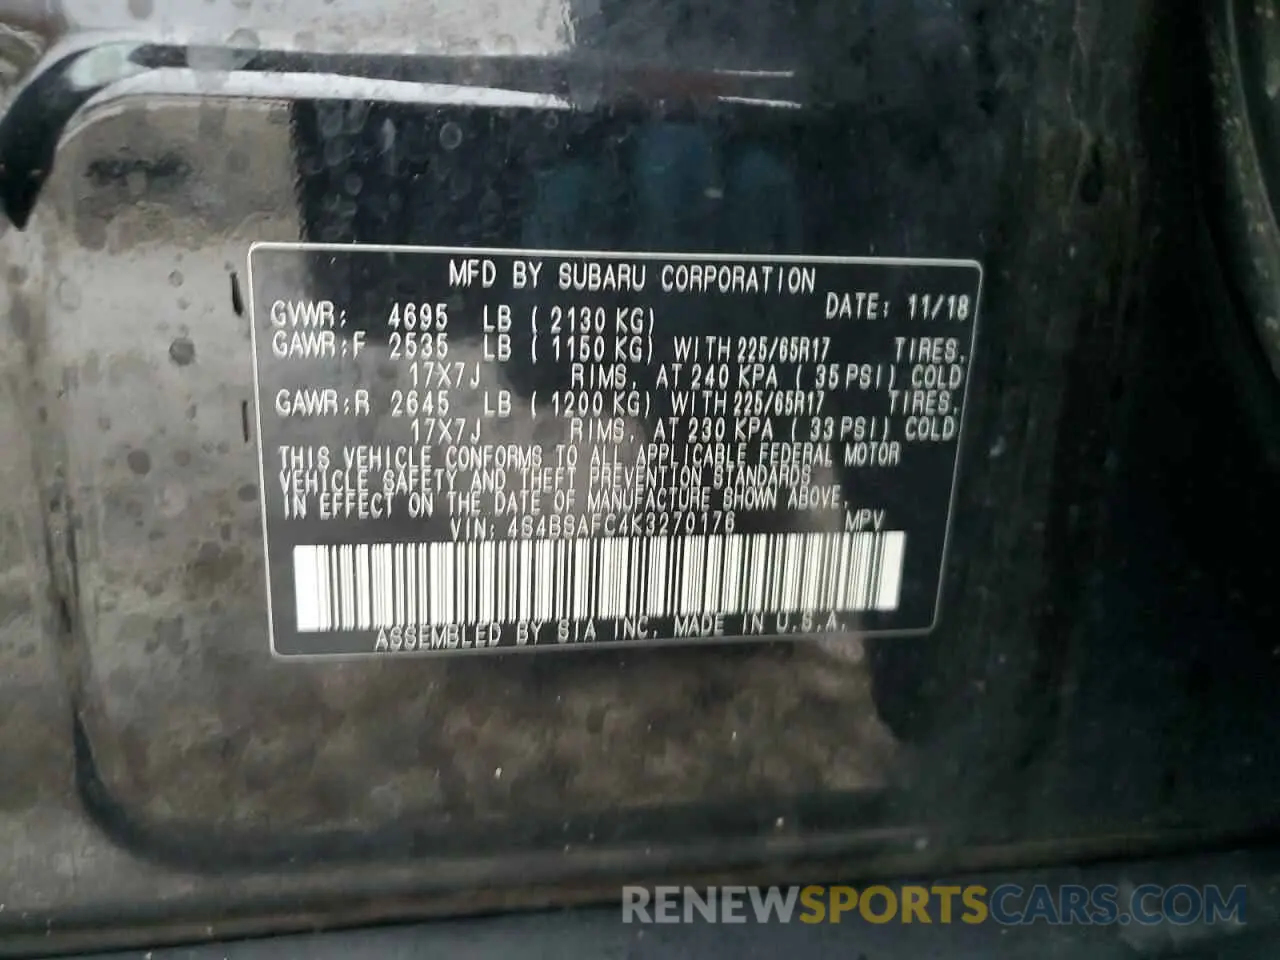 MFD BY SUBARU CORPORATION
DATE: 11/18
GVWR: 4695 LB ( 2130 KG)
GAWR:F 2535 LB ( 1150 KG) WITH 225/65R17 TIRES,
17X7J RIMS, AT 240 KPA ( 35 PSI) COLD
GAWR:R 2645 LB ( 1200 KG) WITH 225/65R17 TIRES,
17X7J RIMS, AT 230 KPA ( 33 PSI) COLD
THIS VEHICLE CONFORMS TO ALL APPLICABLE FEDERAL MOTOR
VEHICLE SAFETY AND THEFT PREVENTION STANDARDS
IN EFFECT ON THE DATE OF MANUFACTURE SHOWN ABOVE.
VIN: 4S4BSAFC4K3270176 MPV
ASSEMBLED BY SIA INC. MADE IN U.S.A.
RENEWSPORTSCARS.COM